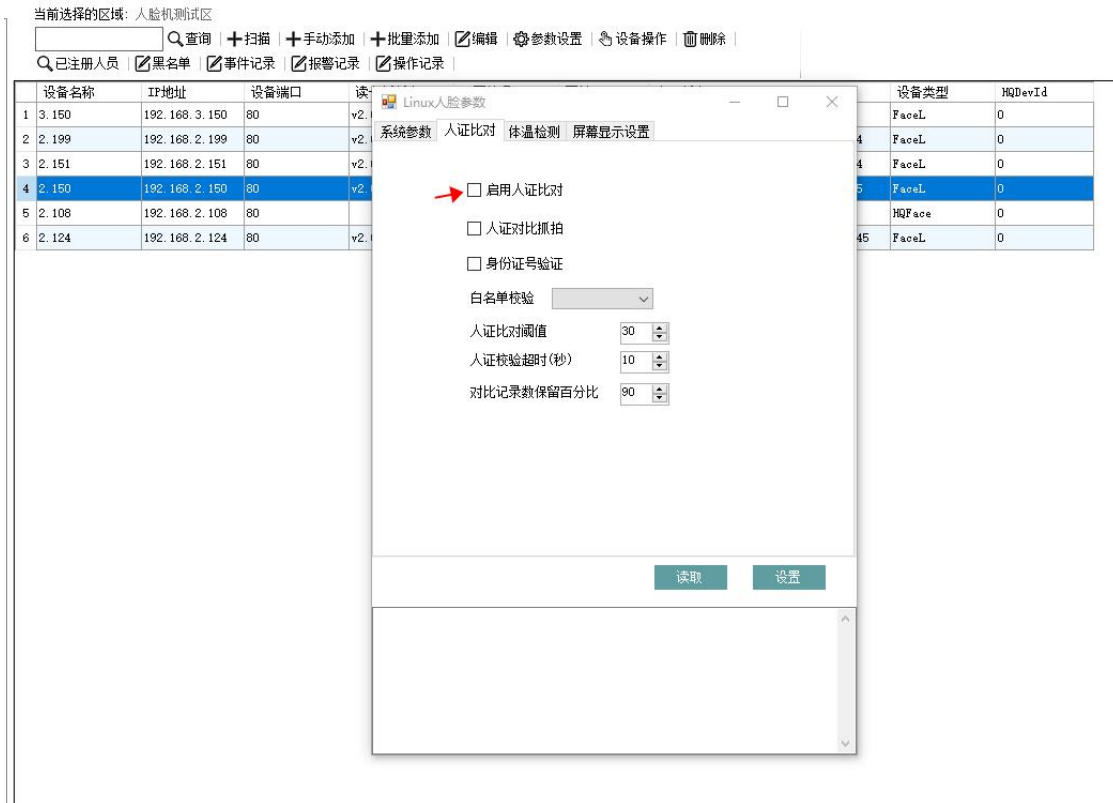 当前选择的区域: 人脸机测试区
查询 扫描 手动添加 批量添加 编辑 参数设置 设备操作 删除
已注册人员 黑名单 事件记录 报警记录 操作记录
设备名称 IP地址 设备端口 设备类型 HQDevId
1 3.150 192.168.3.150 80 FaceL 0
2 2.199 192.168.2.199 80 FaceL 0
3 2.151 192.168.2.151 80 FaceL 0
4 2.150 192.168.2.150 80 FaceL 0
5 2.108 192.168.2.108 80 HQFace 0
6 2.124 192.168.2.124 80 FaceL 0
Linux人脸参数
系统参数 人证比对 体温检测 屏幕显示设置
启用人证比对
人证对比抓拍
身份证号验证
白名单校验
人证比对阈值 30
人证校验超时(秒) 10
对比记录数保留百分比 90
读取 设置